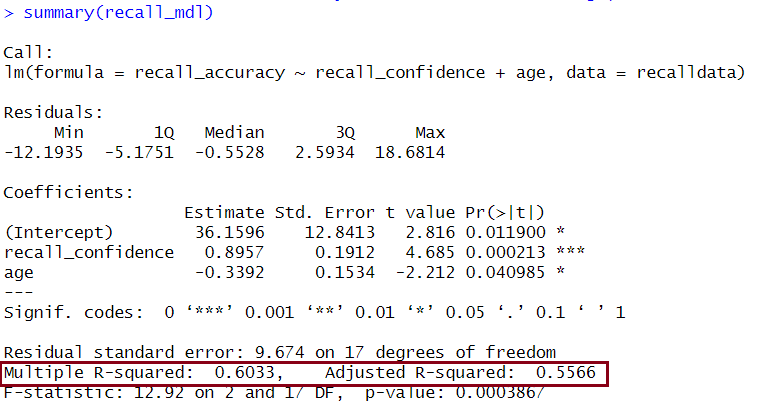 > summary(recall_mdl)
Call:
lm(formula = recall_accuracy ~ recall_confidence + age, data = recalldata)
Residuals:
     Min       1Q   Median       3Q      Max
-12.1935  -5.1751  -0.5528   2.5934  18.6814
Coefficients:
                  Estimate Std. Error t value Pr(>|t|)
(Intercept)        36.1596    12.8413   2.816 0.011900 *
recall_confidence   0.8957     0.1912   4.685 0.000213 ***
age                -0.3392     0.1534  -2.212 0.040985 *
---
Signif. codes:  0 ‘***’ 0.001 ‘**’ 0.01 ‘*’ 0.05 ‘.’ 0.1 ‘ ’ 1
Residual standard error: 9.674 on 17 degrees of freedom
Multiple R-squared:  0.6033,    Adjusted R-squared:  0.5566
F-statistic: 12.92 on 2 and 17 DF,  p-value: 0.0003867